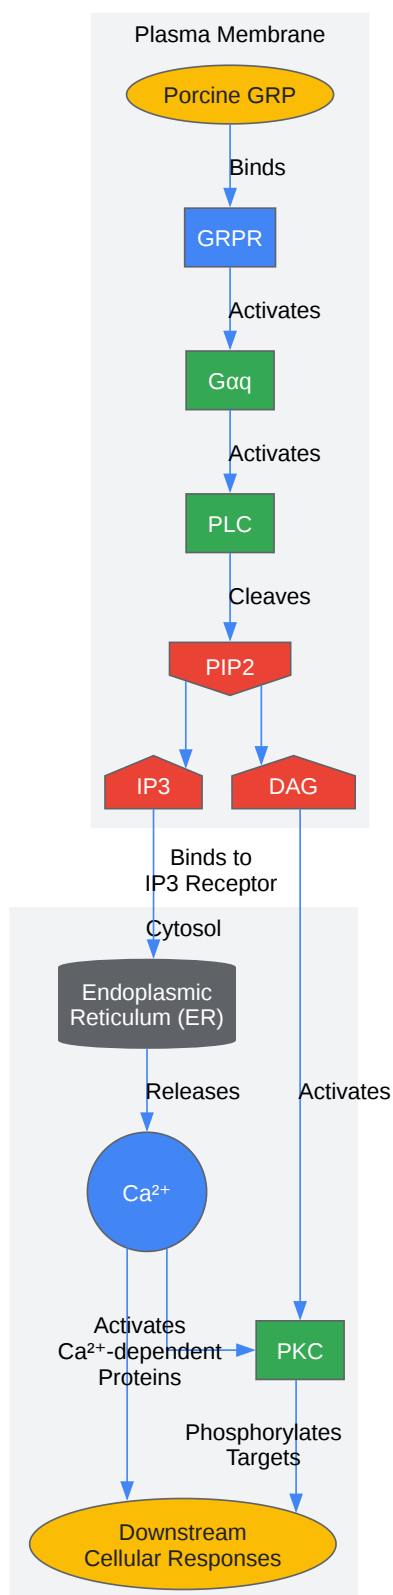 Plasma Membrane
Porcine GRP
Binds
GRPR
Activates
Gαq
Activates
PLC
Cleaves
PIP2
IP3
DAG
Binds to
IP3 Receptor
Cytosol
Endoplasmic
Reticulum (ER)
Releases
Activates
Ca²⁺
Activates
Ca²⁺-dependent
Proteins
PKC
Phosphorylates
Targets
Downstream
Cellular Responses